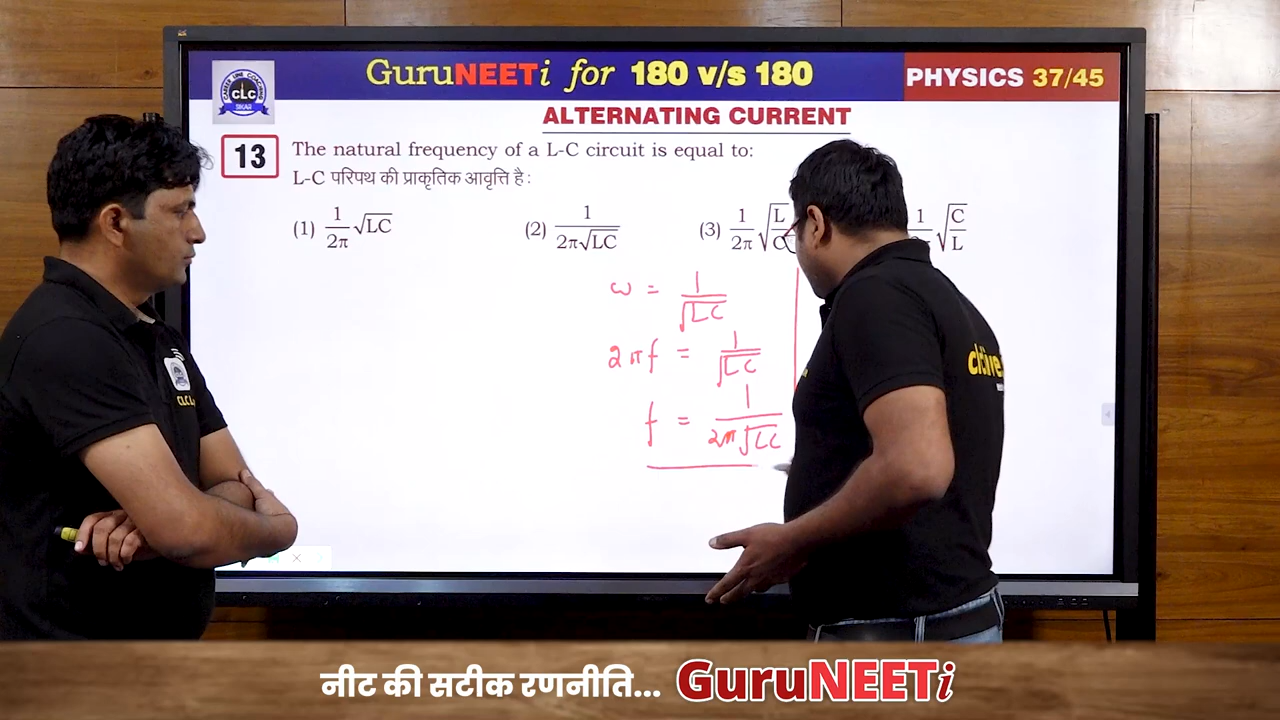 GuruNEETi for 180 v/s 180
PHYSICS 37/45
CLC
SIKAR
ALTERNATING CURRENT
13
The natural frequency of a L-C circuit is equal to:
L-C परिपथ की प्राकृतिक आवृत्ति है :
(1) 1/2π √LC
(2) 1/2π√LC
(3) 1/2π √L/C
1 √C/L
ω = 1/√LC
2πf = 1/√LC
f = 1/2π√LC
नीट की सटीक रणनीति... GuruNEETi